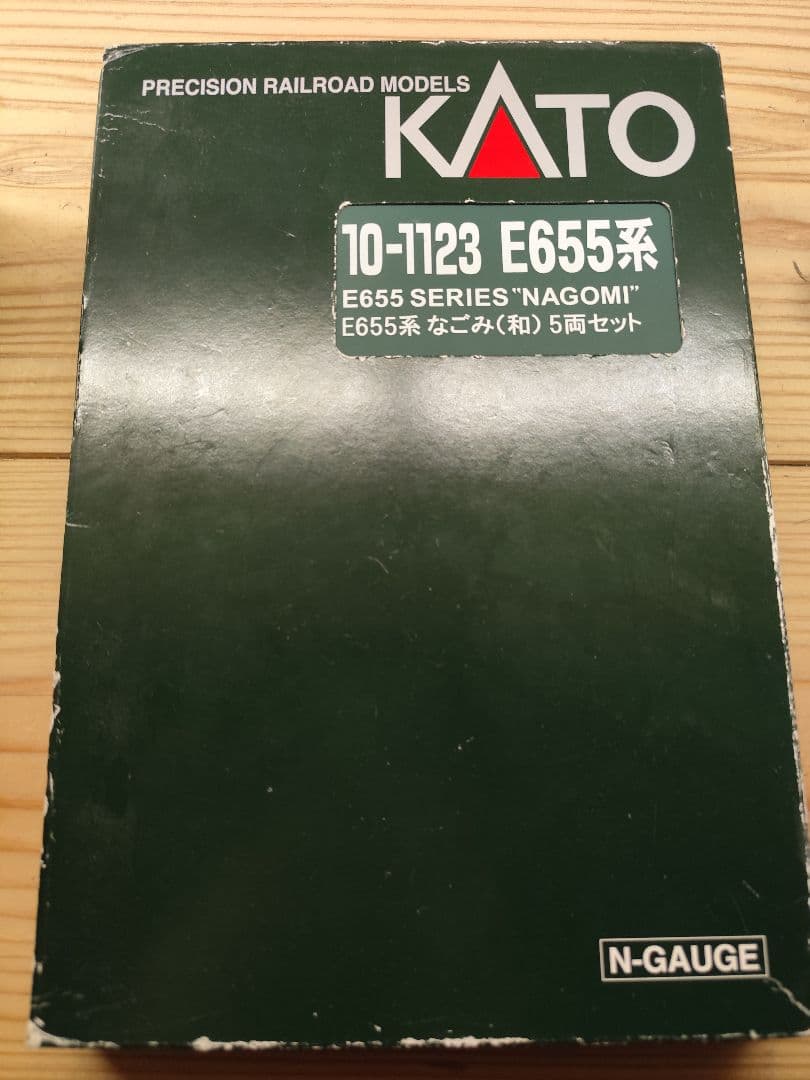 PRECISION RAILROAD MODELS
KATO
10-1123 E655系
E655 SERIES "NAGOMI"
E655系 なごみ(和) 5両セット
N-GAUGE